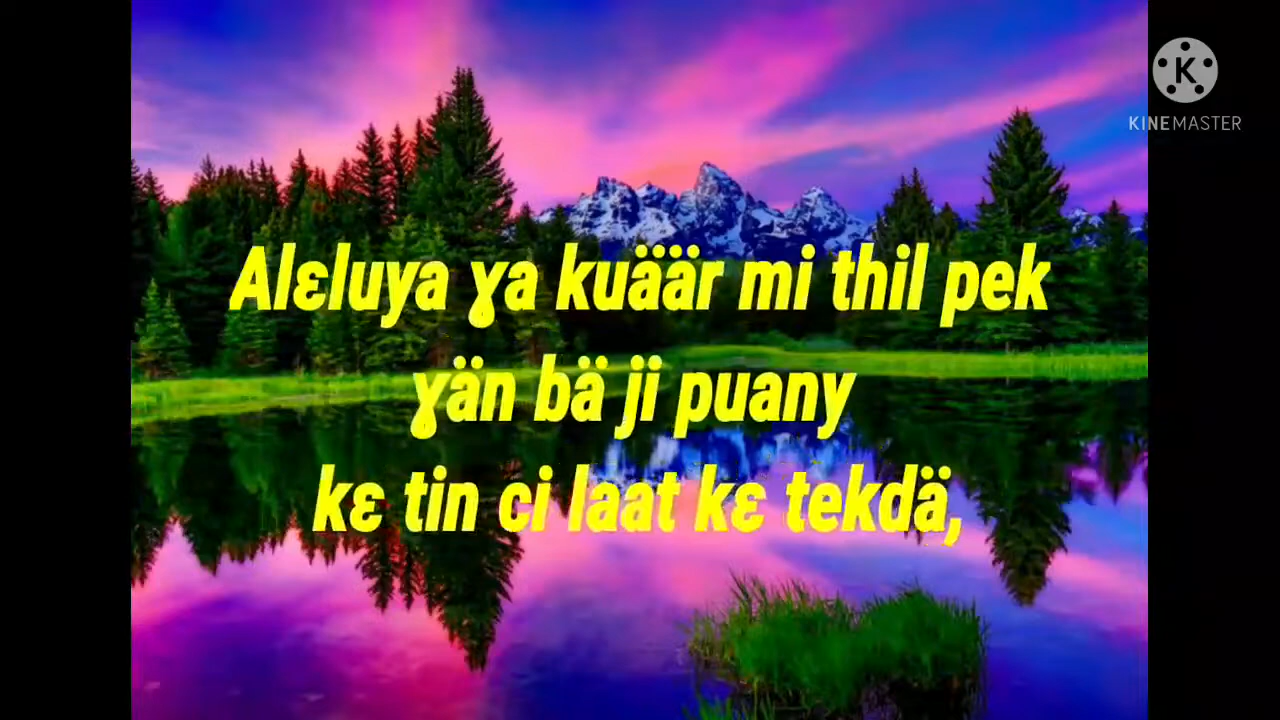 Alɛluya ɣa kuäär mi thil pek
ɣän bä ji puany
kɛ tin ci laat kɛ tekdä,
KINEMASTER